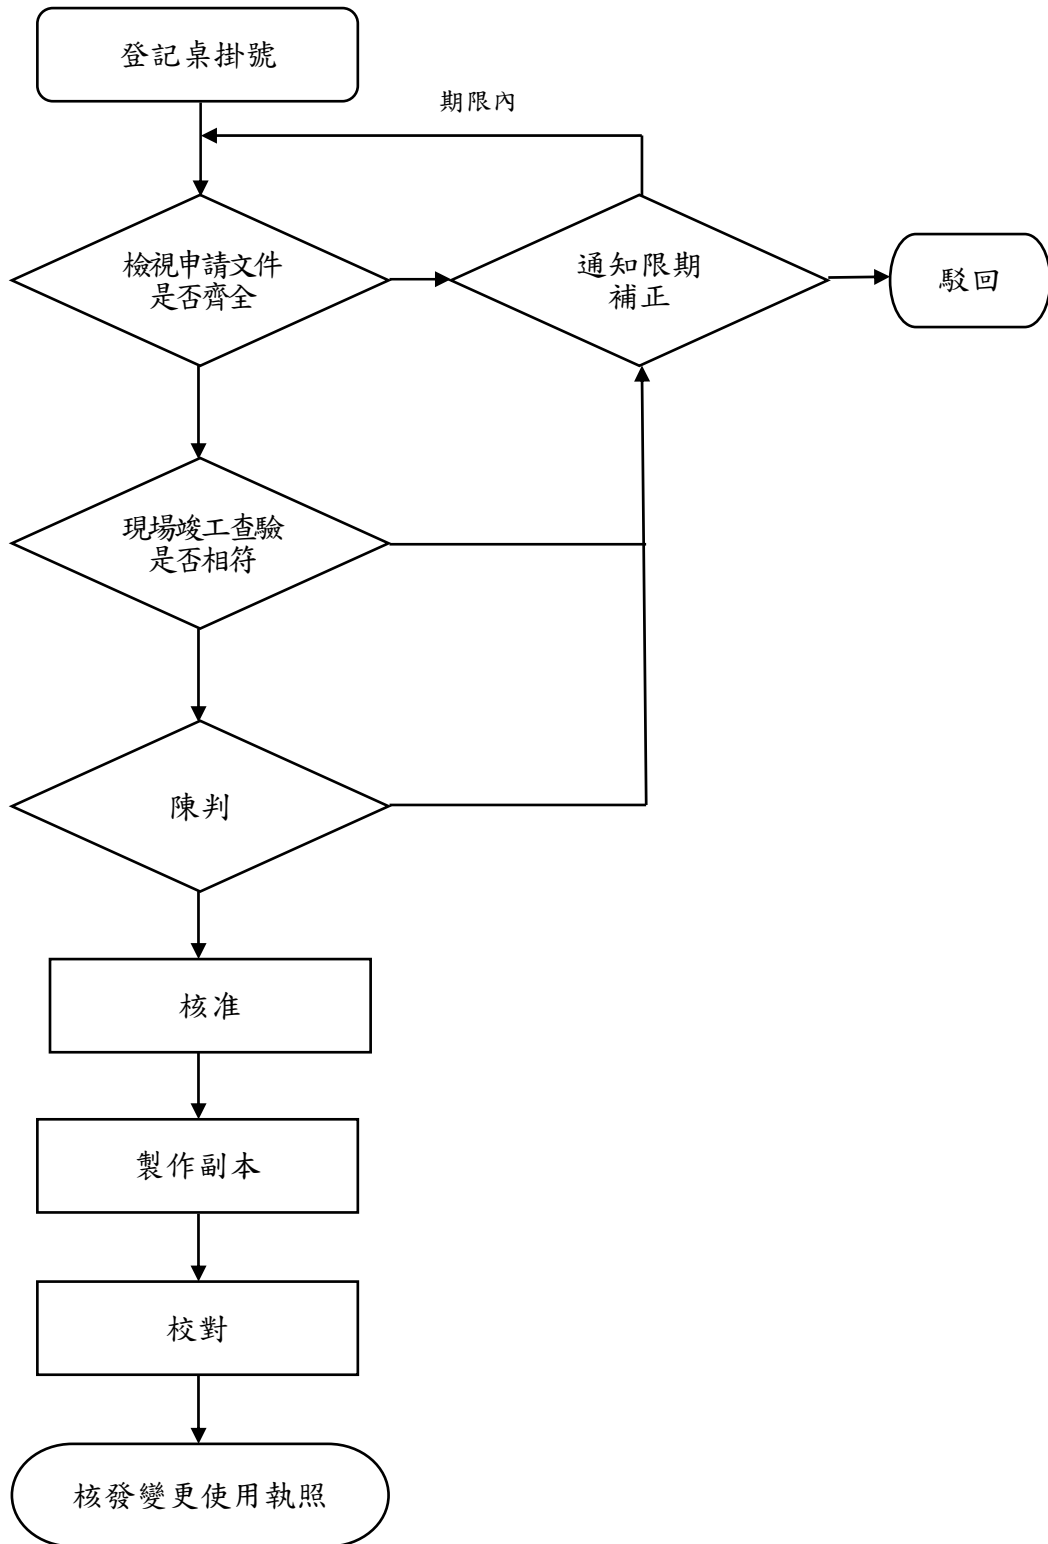 登記桌掛號
期限內
檢視申請文件
是否齊全
通知限期
補正
駁回
現場竣工查驗
是否相符
陳判
核准
製作副本
校對
核發變更使用執照